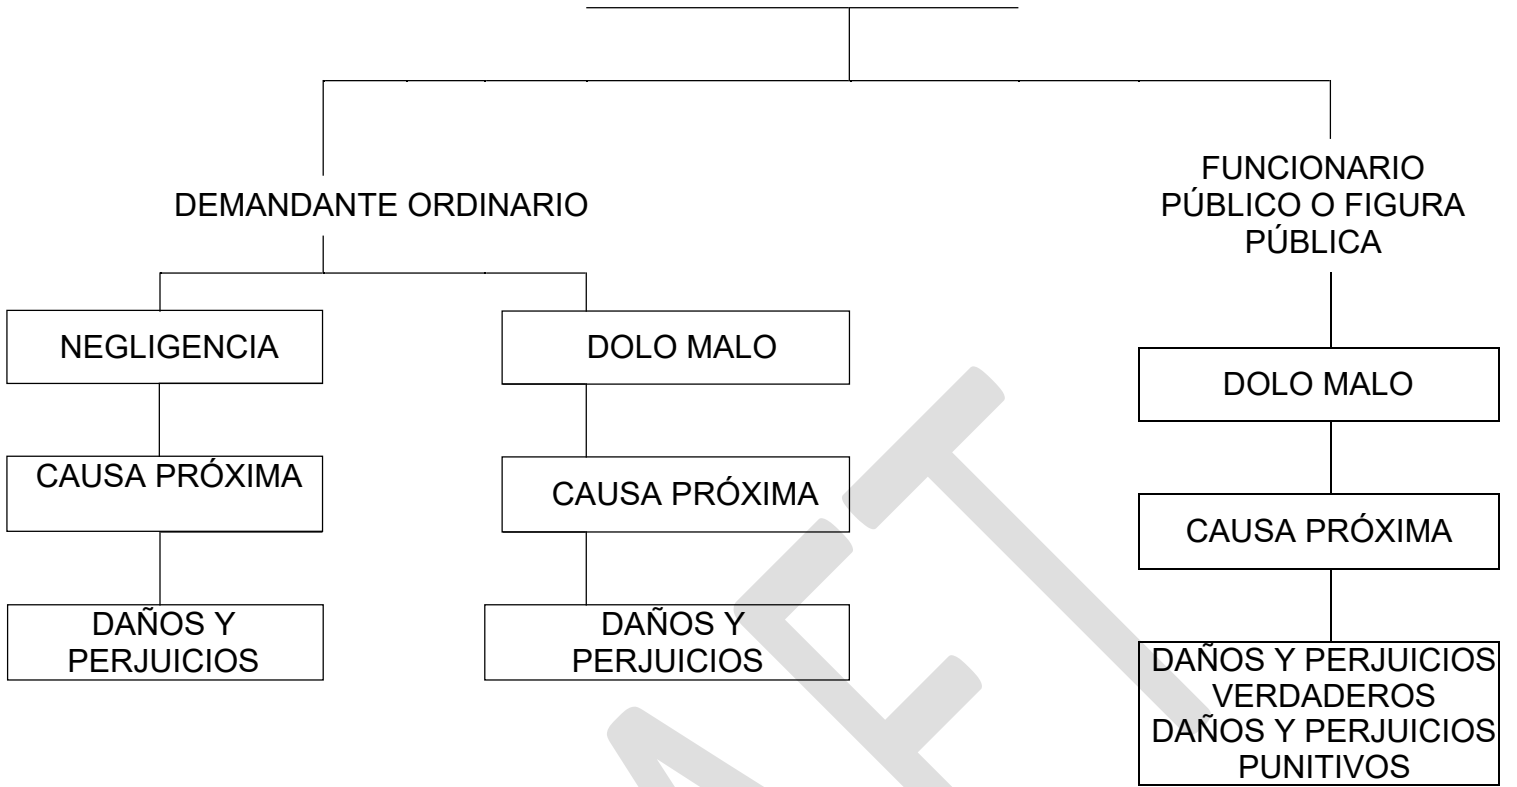 DEMANDANTE ORDINARIO
FUNCIONARIO
PÚBLICO O FIGURA
PÚBLICA
NEGLIGENCIA
DOLO MALO
DOLO MALO
CAUSA PRÓXIMA
CAUSA PRÓXIMA
CAUSA PRÓXIMA
DAÑOS Y
PERJUICIOS
DAÑOS Y
PERJUICIOS
DAÑOS Y PERJUICIOS
VERDADEROS
DAÑOS Y PERJUICIOS
PUNITIVOS